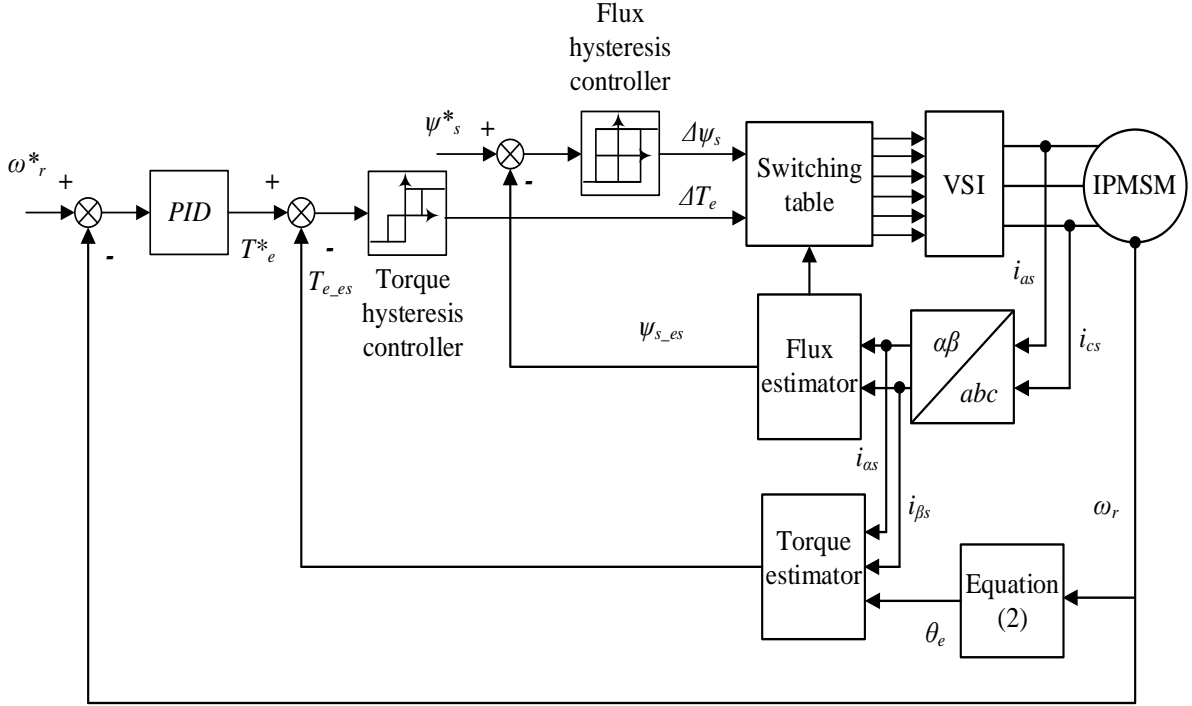 Flux
hysteresis
controller
ψ*s
+
-
Δψs
ω*r
+
-
PID
T*e
+
-
Te_es
ΔTe
Torque
hysteresis
controller
Switching
table
VSI
IPMSM
ias
ics
ψs_es
Flux
estimator
αβ
abc
iαs
iβs
ωr
Torque
estimator
θe
Equation
(2)